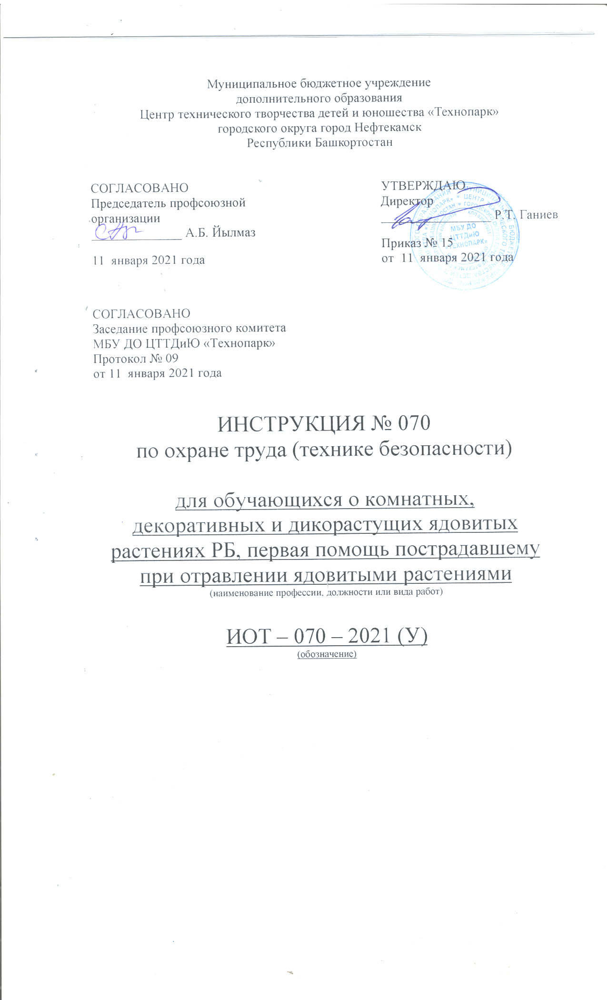 Муниципальное бюджетное учреждение
дополнительного образования
Центр технического творчества детей и юношества «Технопарк»
городского округа город Нефтекамск
Республики Башкортостан
СОГЛАСОВАНО
Председатель профсоюзной
организации
А.Б. Йылмаз
11 января 2021 года
УТВЕРЖДАЮ
Директор
Р.Т. Ганиев
Приказ № 15
от 11 января 2021 года
МБУ ДО
ЦТТДиЮ
«ТЕХНОПАРК»
СОГЛАСОВАНО
Заседание профсоюзного комитета
МБУ ДО ЦТТДиЮ «Технопарк»
Протокол № 09
от 11 января 2021 года
ИНСТРУКЦИЯ № 070
по охране труда (технике безопасности)
для обучающихся о комнатных,
декоративных и дикорастущих ядовитых
растениях РБ, первая помощь пострадавшему
при отравлении ядовитыми растениями
(наименование профессии, должности или вида работ)
ИОТ – 070 – 2021 (У)
(обозначение)